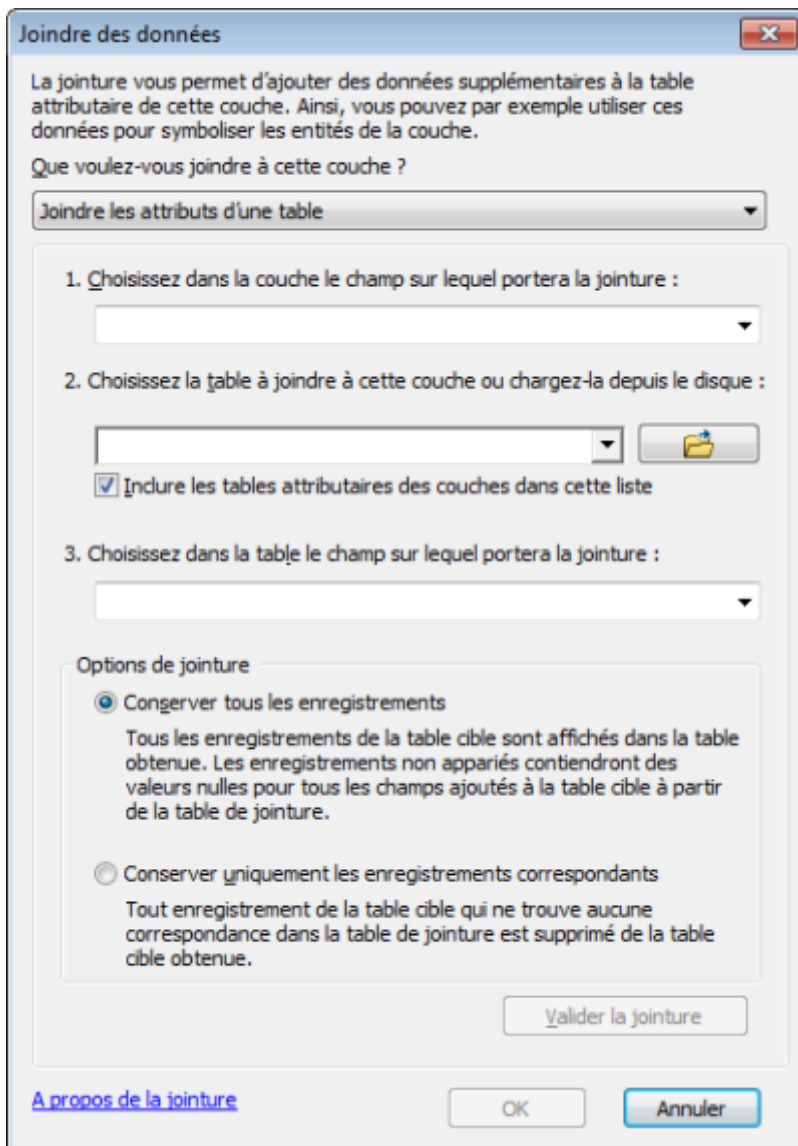 Joindre des données
La jointure vous permet d'ajouter des données supplémentaires à la table
attributaire de cette couche. Ainsi, vous pouvez par exemple utiliser ces
données pour symboliser les entités de la couche.
Que voulez-vous joindre à cette couche ?
Joindre les attributs d'une table
1. Choisissez dans la couche le champ sur lequel portera la jointure :
2. Choisissez la table à joindre à cette couche ou chargez-la depuis le disque :
Inclure les tables attributaires des couches dans cette liste
3. Choisissez dans la table le champ sur lequel portera la jointure :
Options de jointure
Conserver tous les enregistrements
Tous les enregistrements de la table cible sont affichés dans la table
obtenue. Les enregistrements non appariés contiendront des
valeurs nulles pour tous les champs ajoutés à la table cible à partir
de la table de jointure.
Conserver uniquement les enregistrements correspondants
Tout enregistrement de la table cible qui ne trouve aucune
correspondance dans la table de jointure est supprimé de la table
cible obtenue.
Valider la jointure
A propos de la jointure
OK
Annuler